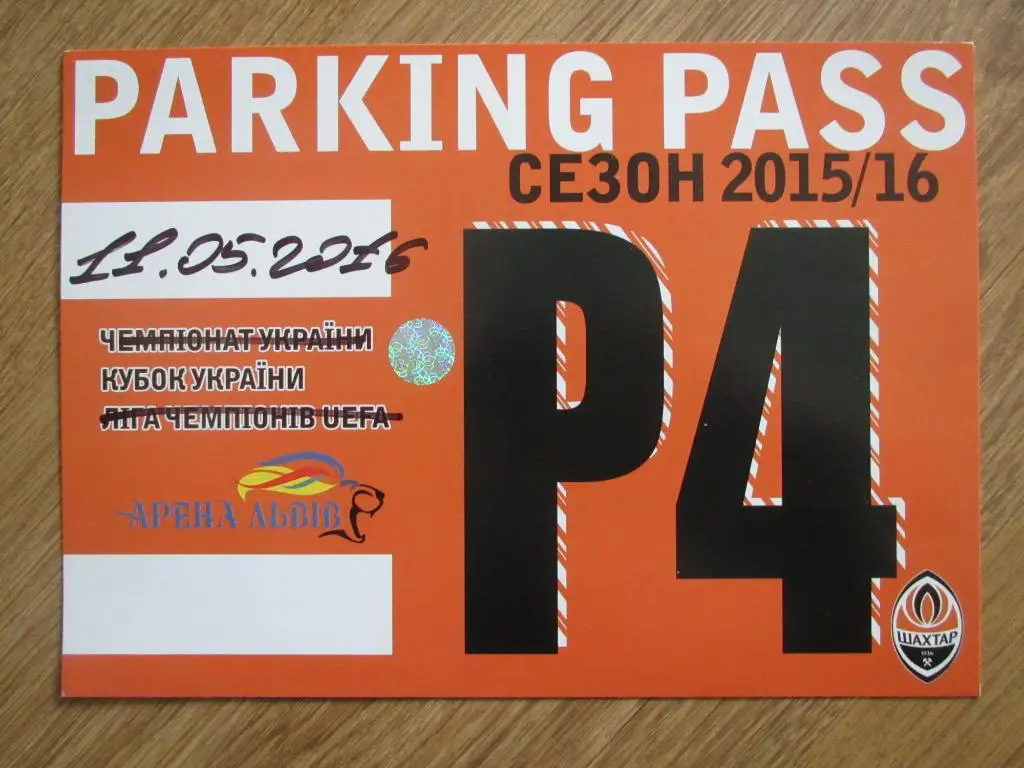 PARKING PASS
СЕЗОН 2015/16
11.05.2016
ЧЕМПІОНАТ УКРАЇНИ
КУБОК УКРАЇНИ
ЛІГА ЧЕМПІОНІВ UEFA
АРЕНА ЛЬВІВ
P4
ШАХТАР
1936